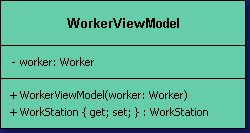 WorkerViewModel
- worker: Worker
+ WorkerViewModel(worker: Worker)
+ WorkStation { get; set; } : WorkStation